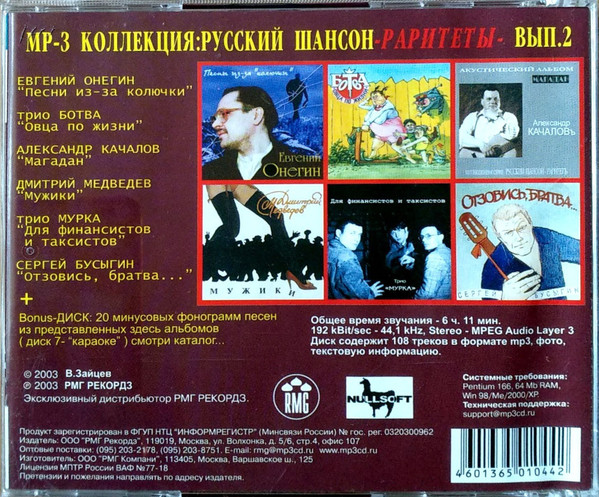 МР-3 КОЛЛЕКЦИЯ:РУССКИЙ ШАНСОН-РАРИТЕТЫ- ВЫП.2
ЕВГЕНИЙ ОНЕГИН
"Песни из-за колючки"
трио БОТВА
"Овца по жизни"
АЛЕКСАНДР КАЧАЛОВ
"Магадан"
ДМИТРИЙ МЕДВЕДЕВ
"Мужики"
трио МУРКА
"Для финансистов
и таксистов"
СЕРГЕЙ БУСЫГИН
"Отзовись, братва..."
+
Песни из-за "колючки"
Евгений
Онегин
БОТВА
АКУСТИЧЕСКИЙ АЛЬБОМ
МАГАДАН
Александр
КАЧАЛОВЪ
Дмитрий
Медведев
МУЖИКИ
Для финансистов и таксистов
Трио
"МУРКА"
ОТЗОВИСЬ, БРАТВА...
СЕРГЕЙ БУСЫГИН
Bonus-ДИСК: 20 минусовых фонограмм песен
из представленных здесь альбомов
( диск 7- "караоке" ) смотри каталог...
Общее время звучания - 6 ч. 11 мин.
192 kBit/sec - 44,1 kHz, Stereo - MPEG Audio Layer 3
Диск содержит 108 треков в формате mp3, фото,
текстовую информацию.
© 2003 В.Зайцев
℗ 2003 РМГ РЕКОРДЗ
Эксклюзивный дистрибьютор РМГ РЕКОРДЗ.
RMG
NULLSOFT
Системные требования:
Pentium 166, 64 Mb RAM,
Win 98/Me/2000/XP.
Техническая поддержка:
support@mp3cd.ru
Продукт зарегистрирован в ФГУП НТЦ "ИНФОРМРЕГИСТР" (Минсвязи России) № гос. рег. 0320300962
Издатель: ООО "РМГ Рекордз", 119019, Москва, ул. Волхонка, д. 5/6, стр.4, офис 107
Оптовые поставки: (095) 203-2178, (095) 203-8751. E-mail: rmg@mp3cd.ru www.mp3cd.ru
Изготовитель: ООО "РМГ Компани", 113405, Москва, Варшавское ш., 125
Лицензия МПТР России ВАФ №77-18
Претензии и пожелания направлять по адресу издателя.
4601365010442